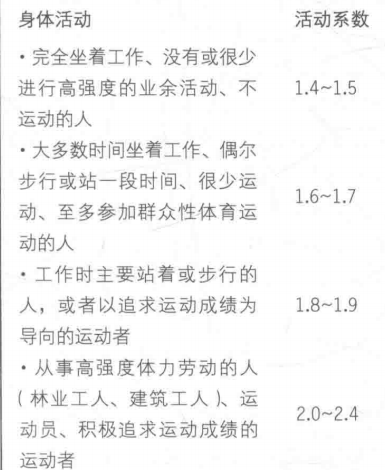 身体活动 活动系数
·完全坐着工作、没有或很少
进行高强度的业余活动、不 1.4~1.5
运动的人
·大多数时间坐着工作、偶尔
步行或站一段时间、很少运
动、至多参加群众性体育运 1.6~1.7
动的人
·工作时主要站着或步行的
人，或者以追求运动成绩为 1.8~1.9
导向的运动者
·从事高强度体力劳动的人
（林业工人、建筑工人）、运
动员、积极追求运动成绩的 2.0~2.4
运动者